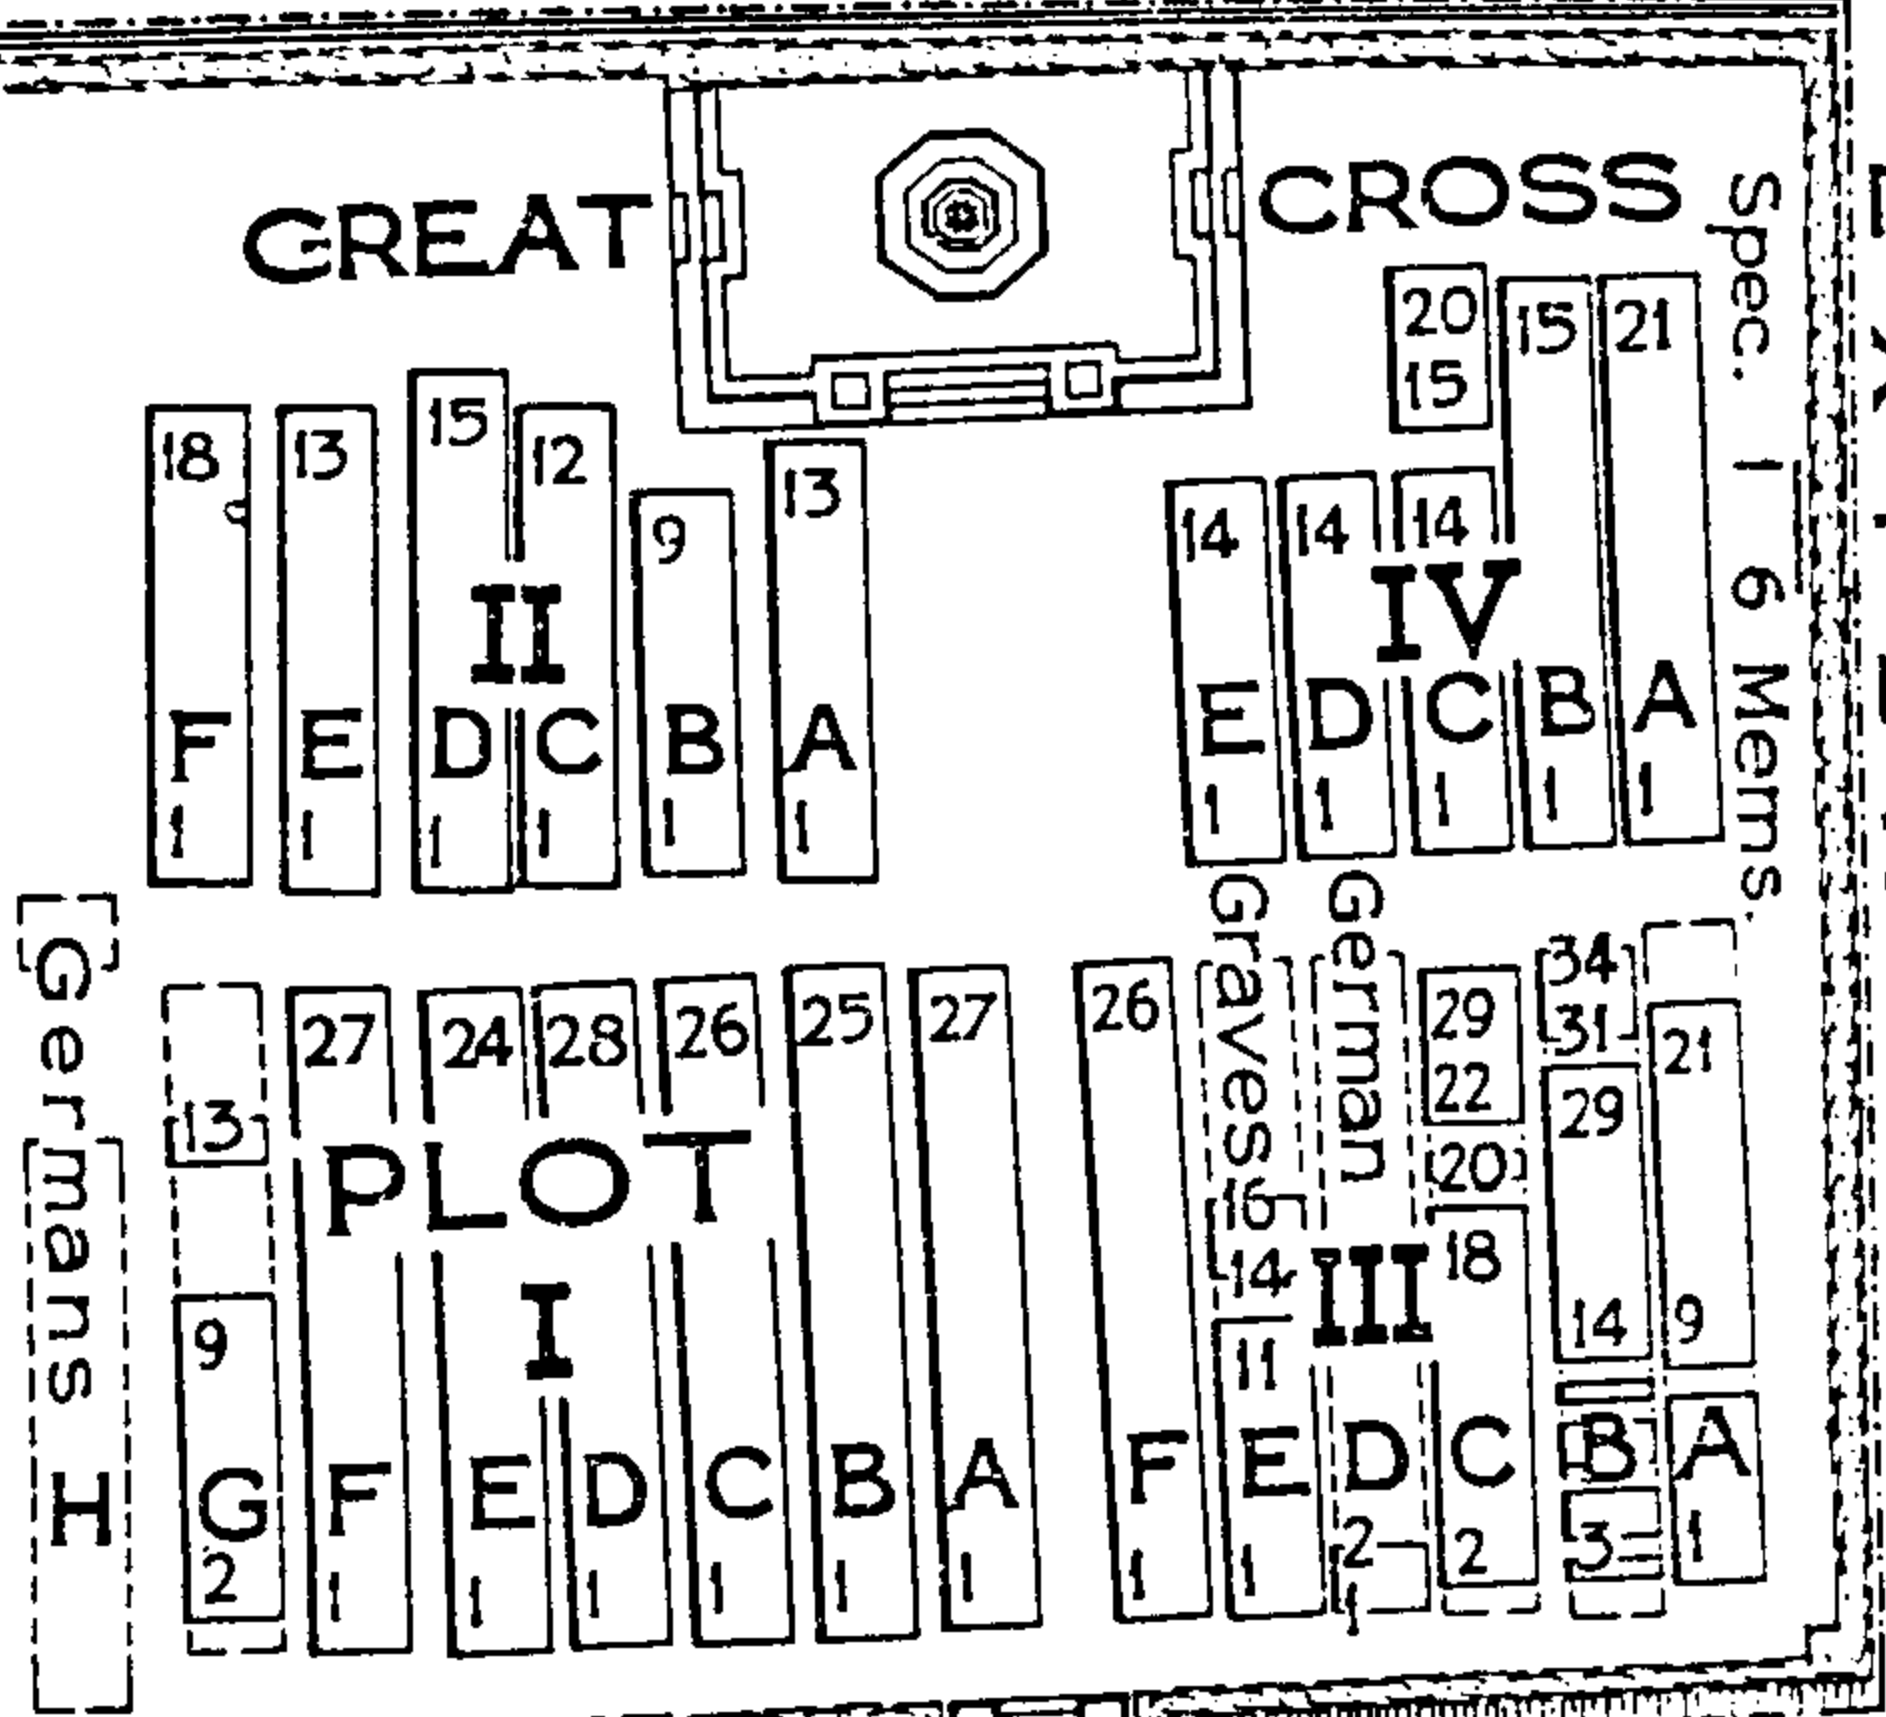 GREAT CROSS
Spec. 1 6 Mems.
20 15 21
15
18 13 15 12 9 13 14 14 14
II IV
F E D C B A E D C B A
1 1 1 1 1 1 1 1 1 1 1
Germans H
German
Graves
27 24 28 26 25 27 26 29 34
22 31 21
13 20 29
PLOT 16
I III
9 14 18 14 9
11
G F E D C B A F E D C B A
2 1 1 1 1 1 1 1 1 2 2 3 1
1